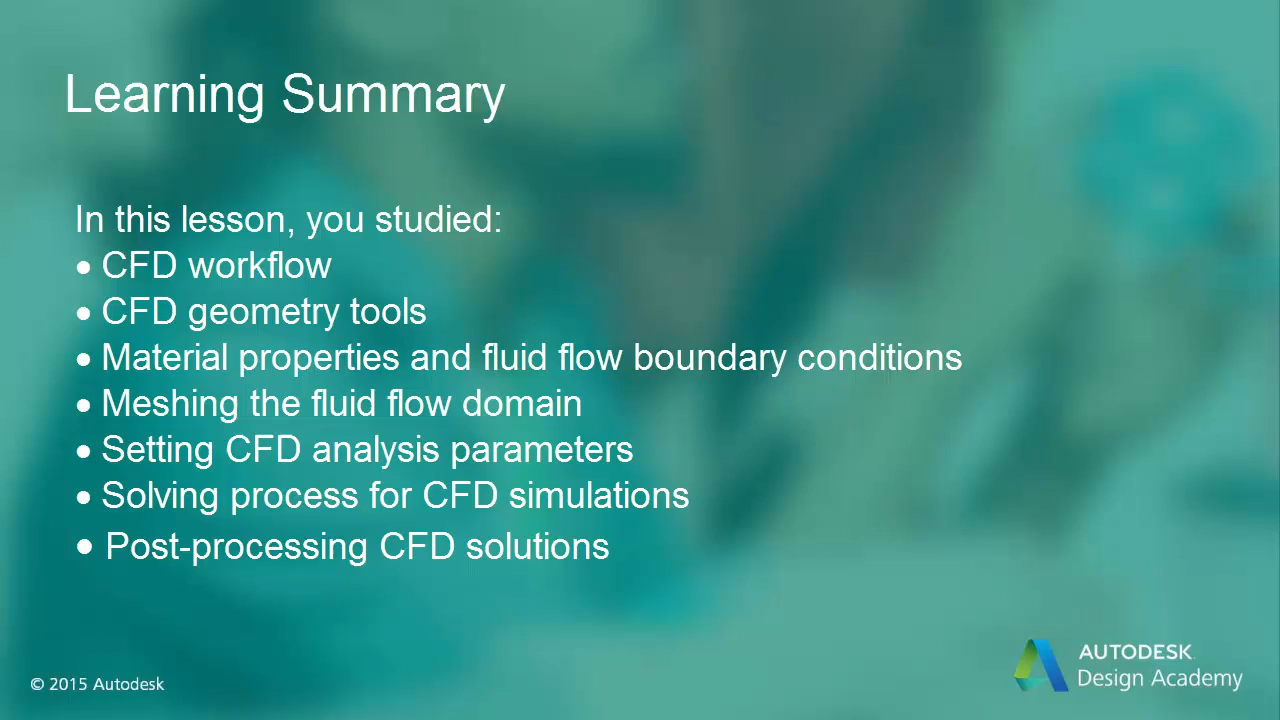 Learning Summary
In this lesson, you studied:
• CFD workflow
• CFD geometry tools
• Material properties and fluid flow boundary conditions
• Meshing the fluid flow domain
• Setting CFD analysis parameters
• Solving process for CFD simulations
• Post-processing CFD solutions
© 2015 Autodesk
AUTODESK.
Design Academy